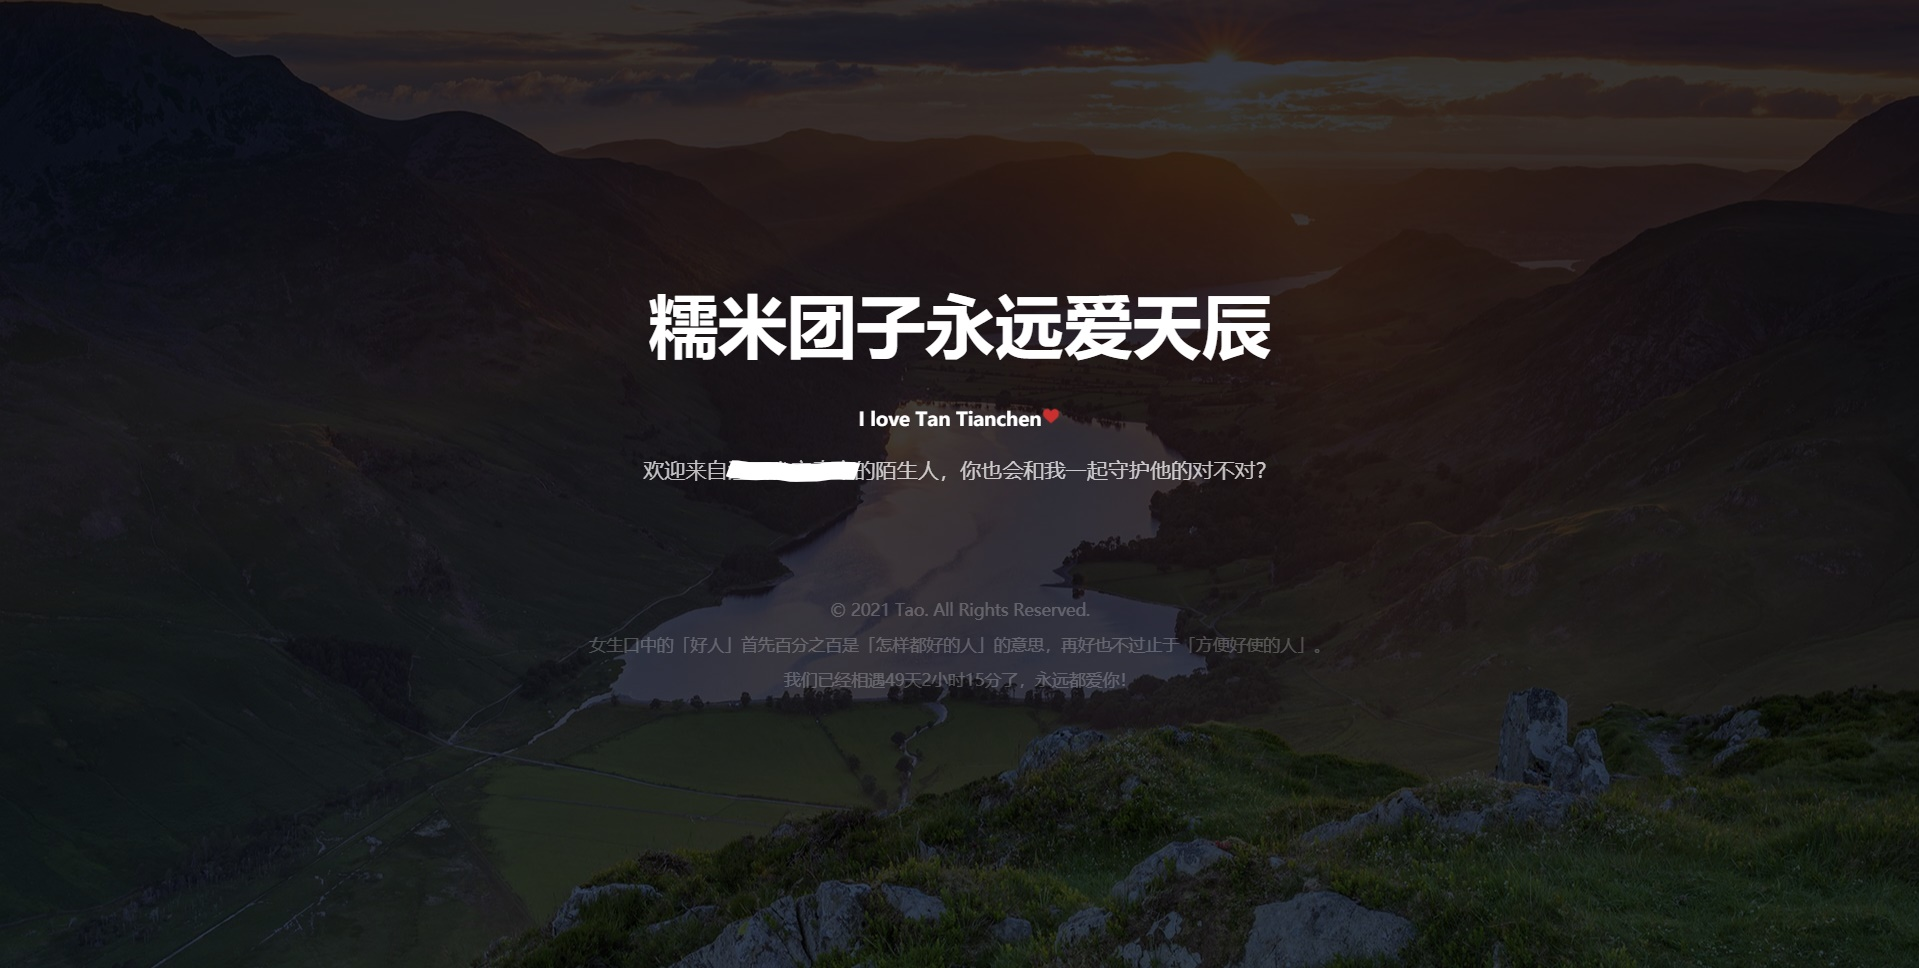 糯米团子永远爱天辰
I love Tan Tianchen❤
欢迎来自的陌生人，你也会和我一起守护他的对不对？
© 2021 Tao. All Rights Reserved.
女生口中的「好人」首先百分之百是「怎样都好的人」的意思，再好也不过止于「方便好使的人」。
我们已经相遇49天2小时15分了，永远都爱你！